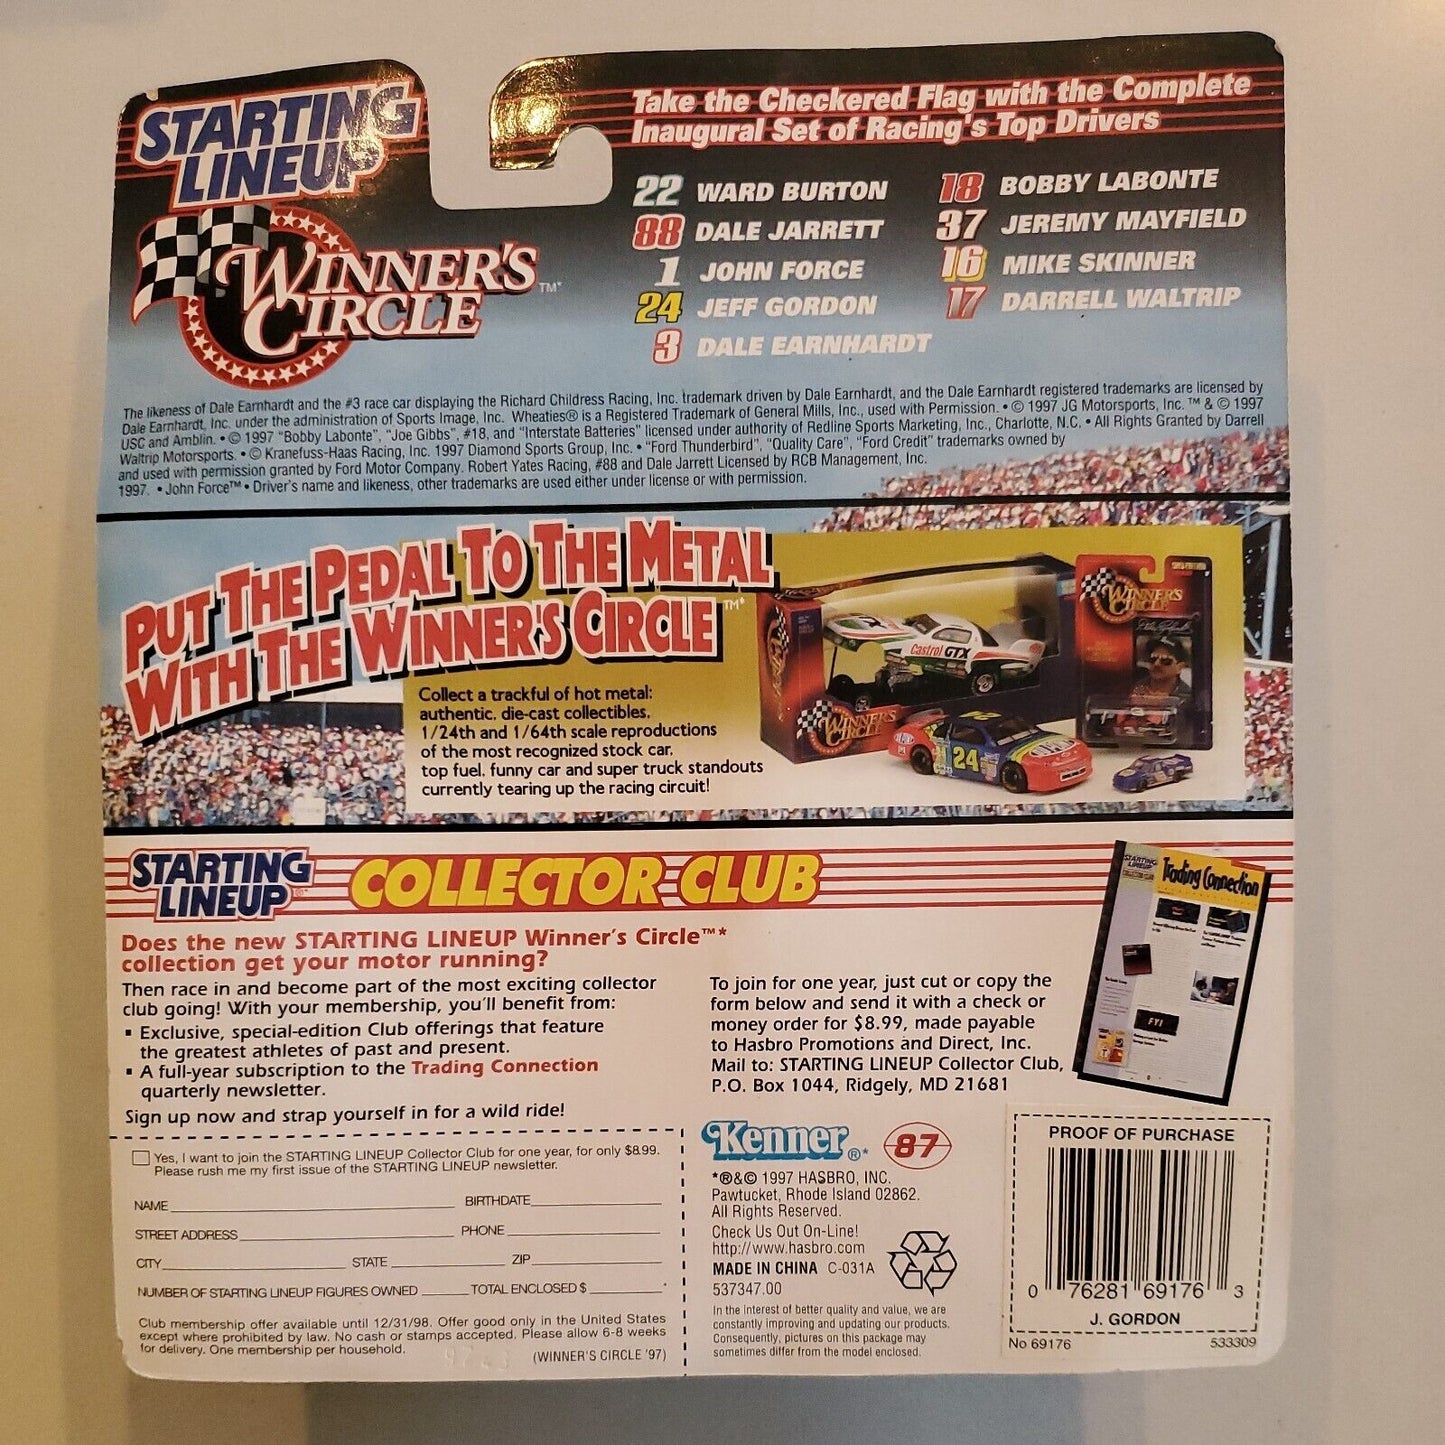 STARTING
LINEUP®
WINNER'S
CIRCLE™*
Take the Checkered Flag with the Complete
Inaugural Set of Racing's Top Drivers
22 WARD BURTON
88 DALE JARRETT
1 JOHN FORCE
24 JEFF GORDON
3 DALE EARNHARDT
18 BOBBY LABONTE
37 JEREMY MAYFIELD
16 MIKE SKINNER
17 DARRELL WALTRIP
The likeness of Dale Earnhardt and the #3 race car displaying the Richard Childress Racing, Inc. trademark driven by Dale Earnhardt, and the Dale Earnhardt registered trademarks are licensed by
Dale Earnhardt, Inc. under the administration of Sports Image, Inc. Wheaties® is a Registered Trademark of General Mills, Inc., used with Permission. • © 1997 JG Motorsports, Inc. ™ & © 1997
USC and Amblin. • © 1997 "Bobby Labonte", "Joe Gibbs", #18, and "Interstate Batteries" licensed under authority of Redline Sports Marketing, Inc., Charlotte, N.C. • All Rights Granted by Darrell
Waltrip Motorsports. • © Kranefuss-Haas Racing, Inc. 1997 Diamond Sports Group, Inc. • "Ford Thunderbird", "Quality Care", "Ford Credit" trademarks owned by
and used with permission granted by Ford Motor Company. Robert Yates Racing, #88 and Dale Jarrett Licensed by RCB Management, Inc.
1997. • John Force™ • Driver's name and likeness, other trademarks are used either under license or with permission.
PUT THE PEDAL TO THE METAL
WITH THE WINNER'S CIRCLE™*
Collect a trackful of hot metal:
authentic, die-cast collectibles.
1/24th and 1/64th scale reproductions
of the most recognized stock car,
top fuel, funny car and super truck standouts
currently tearing up the racing circuit!
Castrol GTX
WINNER'S
CIRCLE
24
WINNER'S
CIRCLE
STARTING
LINEUP®*
COLLECTOR CLUB
Does the new STARTING LINEUP Winner's Circle™*
collection get your motor running?
Then race in and become part of the most exciting collector
club going! With your membership, you'll benefit from:
▪ Exclusive, special-edition Club offerings that feature
the greatest athletes of past and present.
▪ A full-year subscription to the Trading Connection
quarterly newsletter.
Sign up now and strap yourself in for a wild ride!
To join for one year, just cut or copy the
form below and send it with a check or
money order for $8.99, made payable
to Hasbro Promotions and Direct, Inc.
Mail to: STARTING LINEUP Collector Club,
P.O. Box 1044, Ridgely, MD 21681
STARTING
LINEUP
COLLECTOR CLUB
Trading Connection
FYI
Yes, I want to join the STARTING LINEUP Collector Club for one year, for only $8.99.
Please rush me my first issue of the STARTING LINEUP newsletter.
NAME BIRTHDATE
STREET ADDRESS PHONE
CITY STATE ZIP
NUMBER OF STARTING LINEUP FIGURES OWNED TOTAL ENCLOSED $ *
Club membership offer available until 12/31/98. Offer good only in the United States
except where prohibited by law. No cash or stamps accepted. Please allow 6-8 weeks
for delivery. One membership per household.
(WINNER'S CIRCLE '97)
Kenner®* 87
*®&© 1997 HASBRO, INC.
Pawtucket, Rhode Island 02862.
All Rights Reserved.
Check Us Out On-Line!
http://www.hasbro.com
MADE IN CHINA C-031A
537347.00
In the interest of better quality and value, we are
constantly improving and updating our products.
Consequently, pictures on this package may
sometimes differ from the model enclosed.
PROOF OF PURCHASE
0 76281 69176 3
J. GORDON
No 69176 533309